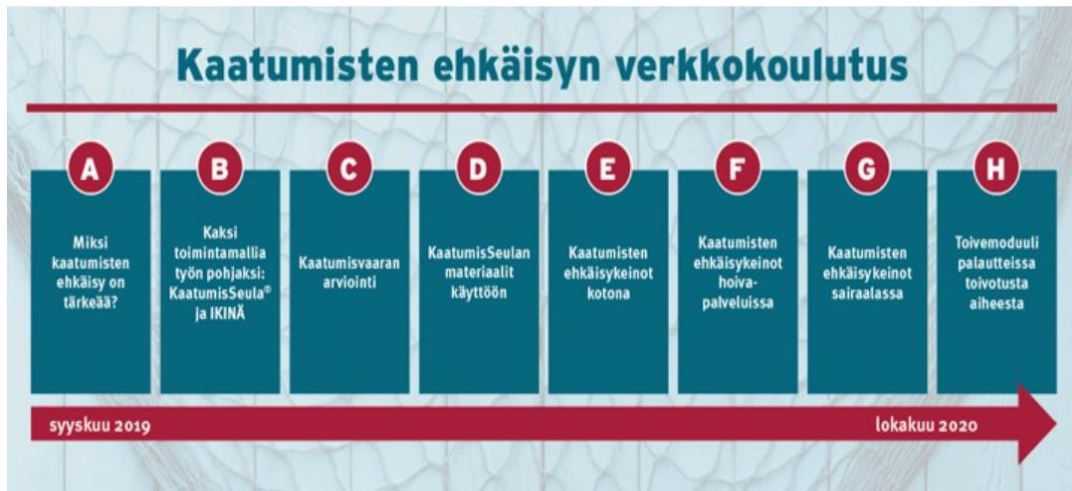 Kaatumisten ehkäisyn verkkokoulutus
A
Miksi
kaatumisten
ehkäisy on
tärkeää?
B
Kaksi
toimintamallia
työn pohjaksi:
KaatumisSeula®
ja IKINÄ
C
Kaatumisvaaran
arviointi
D
KaatumisSeulan
materiaalit
käyttöön
E
Kaatumisten
ehkäisykeinot
kotona
F
Kaatumisten
ehkäisykeinot
hoiva-
palveluissa
G
Kaatumisten
ehkäisykeinot
sairaalassa
H
Toivemoduuli
palautteissa
toivotusta
aiheesta
syyskuu 2019
lokakuu 2020